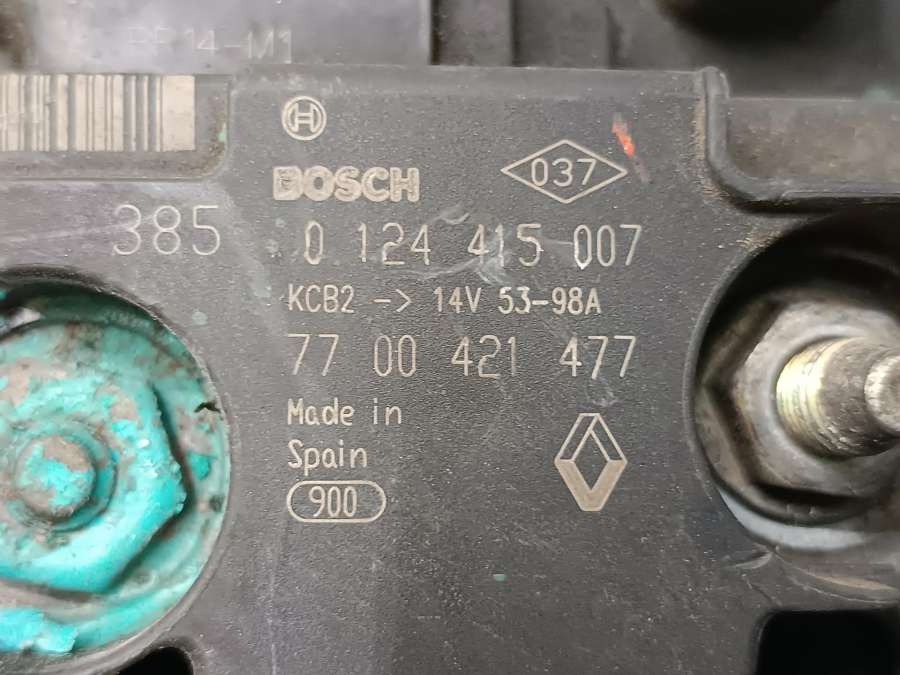 BOSCH
037
385
0 124 415 007
KCB2 -> 14V 53-98A
77 00 421 477
Made in
Spain
900